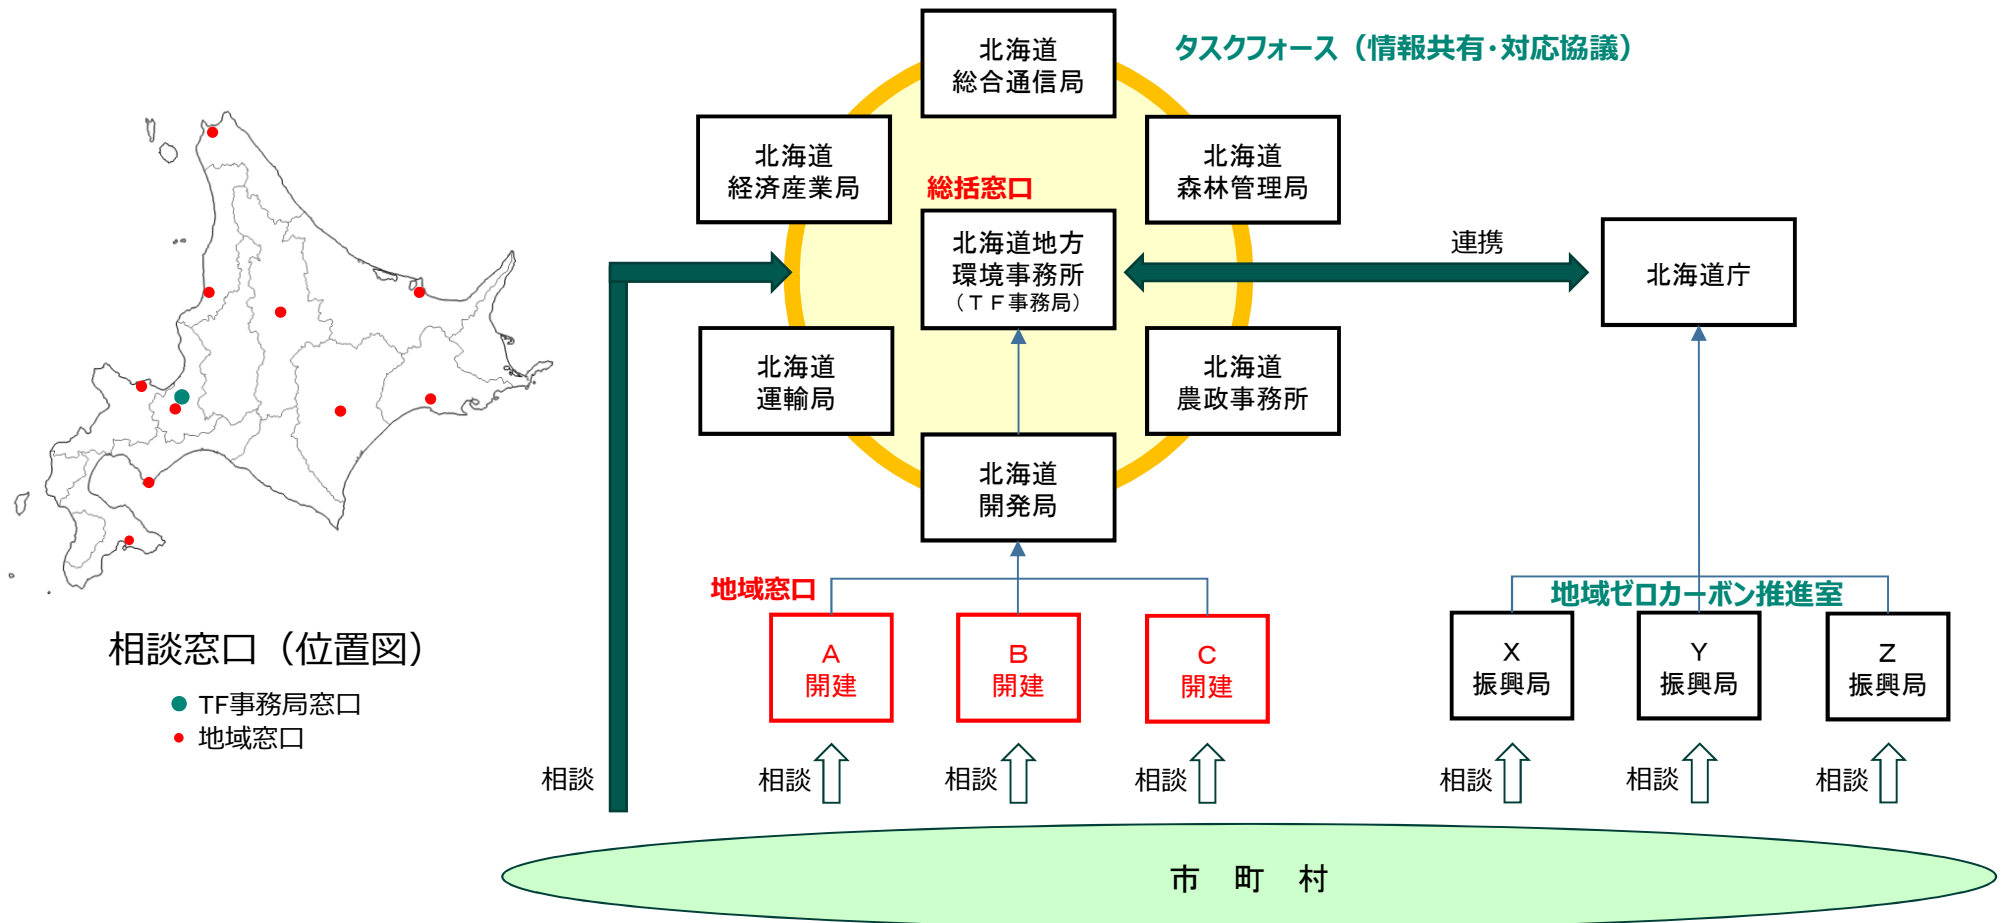 タスクフォース（情報共有・対応協議）
北海道
総合通信局
北海道
経済産業局
北海道
森林管理局
総括窓口
北海道地方
環境事務所
（ＴＦ事務局）
連携
北海道庁
北海道
運輸局
北海道
農政事務所
北海道
開発局
地域窓口
地域ゼロカーボン推進室
A
開建
B
開建
C
開建
X
振興局
Y
振興局
Z
振興局
相談窓口（位置図）
TF事務局窓口
地域窓口
相談
相談
相談
相談
相談
相談
相談
市　町　村